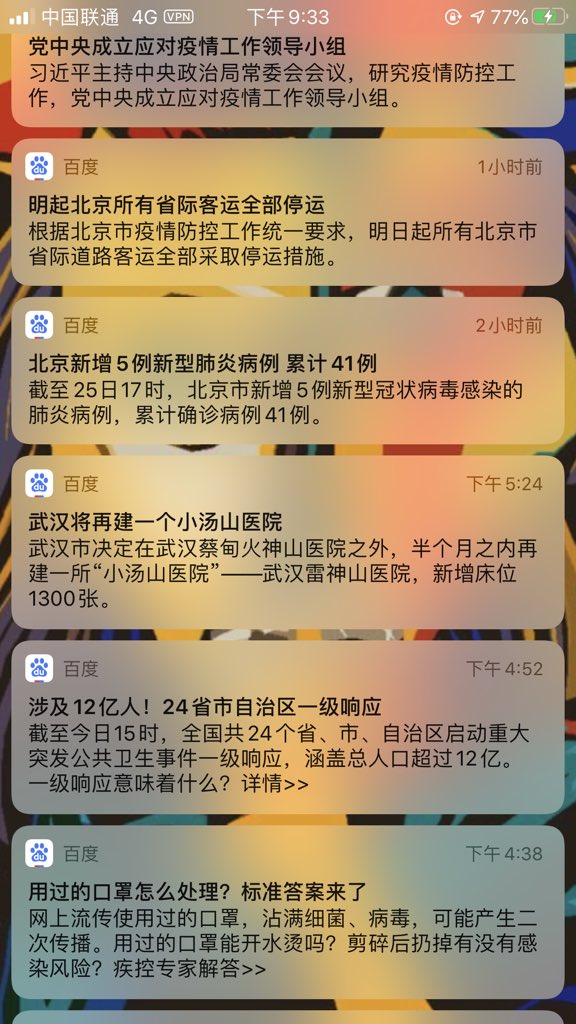 中国联通 4G VPN 下午9:33 77%
党中央成立应对疫情工作领导小组
习近平主持中央政治局常委会会议，研究疫情防控工
作，党中央成立应对疫情工作领导小组。
百度 1小时前
明起北京所有省际客运全部停运
根据北京市疫情防控工作统一要求，明日起所有北京市
省际道路客运全部采取停运措施。
百度 2小时前
北京新增5例新型肺炎病例 累计41例
截至25日17时，北京市新增5例新型冠状病毒感染的
肺炎病例，累计确诊病例41例。
百度 下午5:24
武汉将再建一个小汤山医院
武汉市决定在武汉蔡甸火神山医院之外，半个月之内再
建一所“小汤山医院”——武汉雷神山医院，新增床位
1300张。
百度 下午4:52
涉及12亿人！24省市自治区一级响应
截至今日15时，全国共24个省、市、自治区启动重大
突发公共卫生事件一级响应，涵盖总人口超过12亿。
一级响应意味着什么？详情>>
百度 下午4:38
用过的口罩怎么处理？标准答案来了
网上流传使用过的口罩，沾满细菌、病毒，可能产生二
次传播。用过的口罩能开水烫吗？剪碎后扔掉有没有感
染风险？疾控专家解答>>